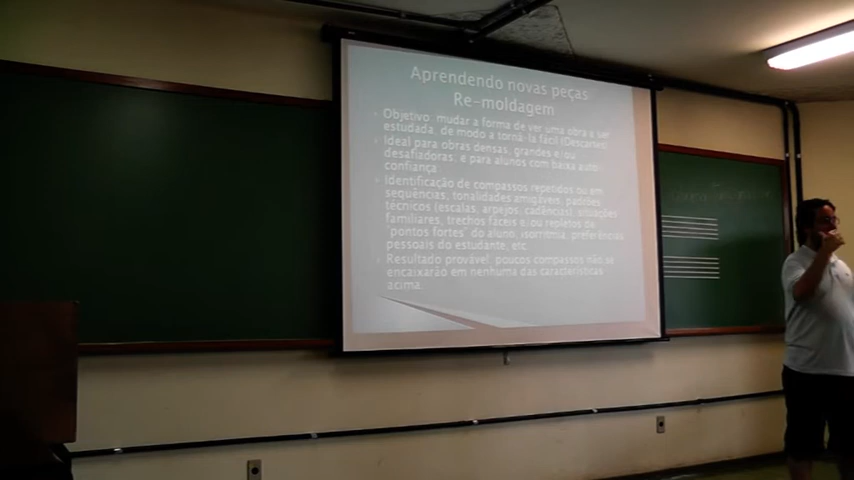 Aprendendo novas peças
Re-moldagem
Objetivo: mudar a forma de ver uma obra a ser
estudada, de modo a torná-la fácil (Descartes)
Ideal para obras densas, grandes e/ou
desafiadoras; e para alunos com baixa auto-
confiança
Identificação de compassos repetidos ou em
sequências, tonalidades amigáveis, padrões
técnicos (escalas, arpejos, cadências), situações
familiares, trechos fáceis e/ou repletos de
"pontos fortes" do aluno, isorritmia, preferências
pessoais do estudante, etc.
Resultado provável: poucos compassos não se
encaixarão em nenhuma das características
acima.